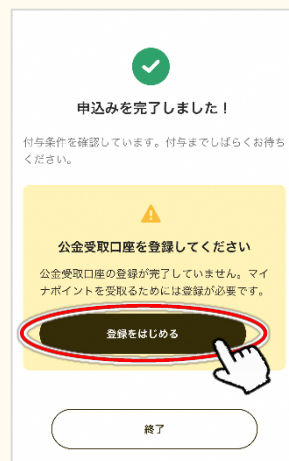 申込みを完了しました！
付与条件を確認しています。付与までしばらくお待ち
ください。
公金受取口座を登録してください
公金受取口座の登録が完了していません。マイ
ナポイントを受取るためには登録が必要です。
登録をはじめる
終了